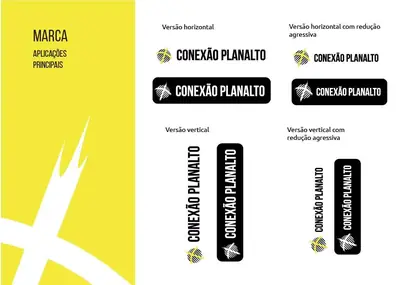 MARCA
APLICAÇÕES
PRINCIPAIS
Versão horizontal
CONEXÃO PLANALTO
CONEXÃO PLANALTO
Versão horizontal com redução
agressiva
CONEXÃO PLANALTO
CONEXÃO PLANALTO
Versão vertical
CONEXÃO PLANALTO
CONEXÃO PLANALTO
Versão vertical com
redução agressiva
CONEXÃO PLANALTO
CONEXÃO PLANALTO